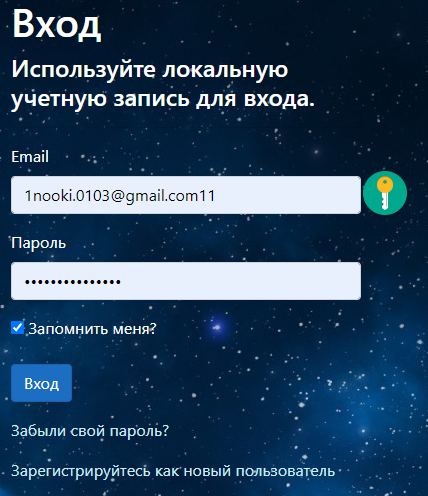 Вход
Используйте локальную
учетную запись для входа.
Email
1nooki.0103@gmail.com11
Пароль
•••••••••••••••
Запомнить меня?
Вход
Забыли свой пароль?
Зарегистрируйтесь как новый пользователь